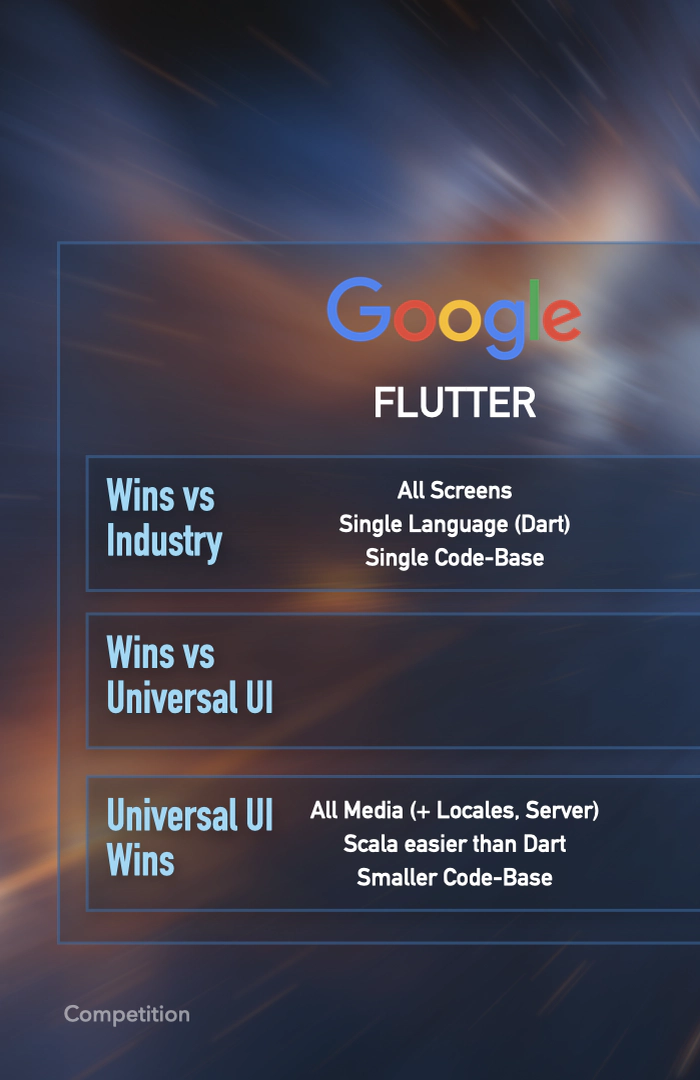 Google
FLUTTER
Wins vs
Industry
All Screens
Single Language (Dart)
Single Code-Base
Wins vs
Universal UI
Universal UI
Wins
All Media (+ Locales, Server)
Scala easier than Dart
Smaller Code-Base
Competition